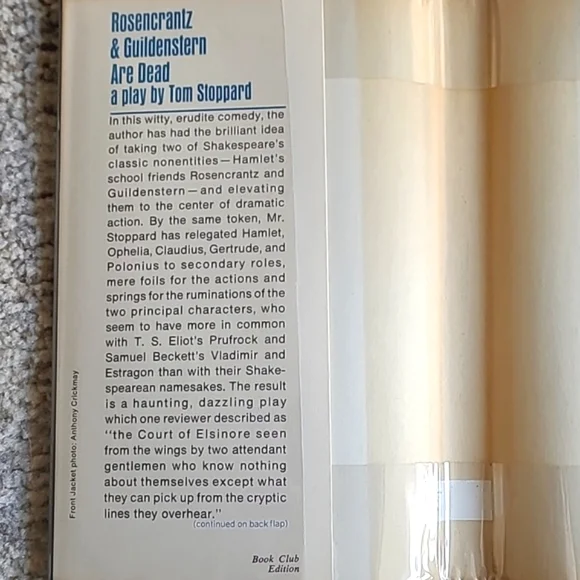 Rosencrantz
& Guildenstern
Are Dead
a play by Tom Stoppard
In this witty, erudite comedy, the
author has had the brilliant idea
of taking two of Shakespeare's
classic nonentities—Hamlet's
school friends Rosencrantz and
Guildenstern—and elevating
them to the center of dramatic
action. By the same token, Mr.
Stoppard has relegated Hamlet,
Ophelia, Claudius, Gertrude, and
Polonius to secondary roles,
mere foils for the actions and
springs for the ruminations of the
two principal characters, who
seem to have more in common
with T. S. Eliot's Prufrock and
Samuel Beckett's Vladimir and
Estragon than with their Shake-
spearean namesakes. The result
is a haunting, dazzling play
which one reviewer described as
"the Court of Elsinore seen
from the wings by two attendant
gentlemen who know nothing
about themselves except what
they can pick up from the cryptic
lines they overhear."
(continued on back flap)
Book Club
Edition
Front Jacket photo: Anthony Crickmay